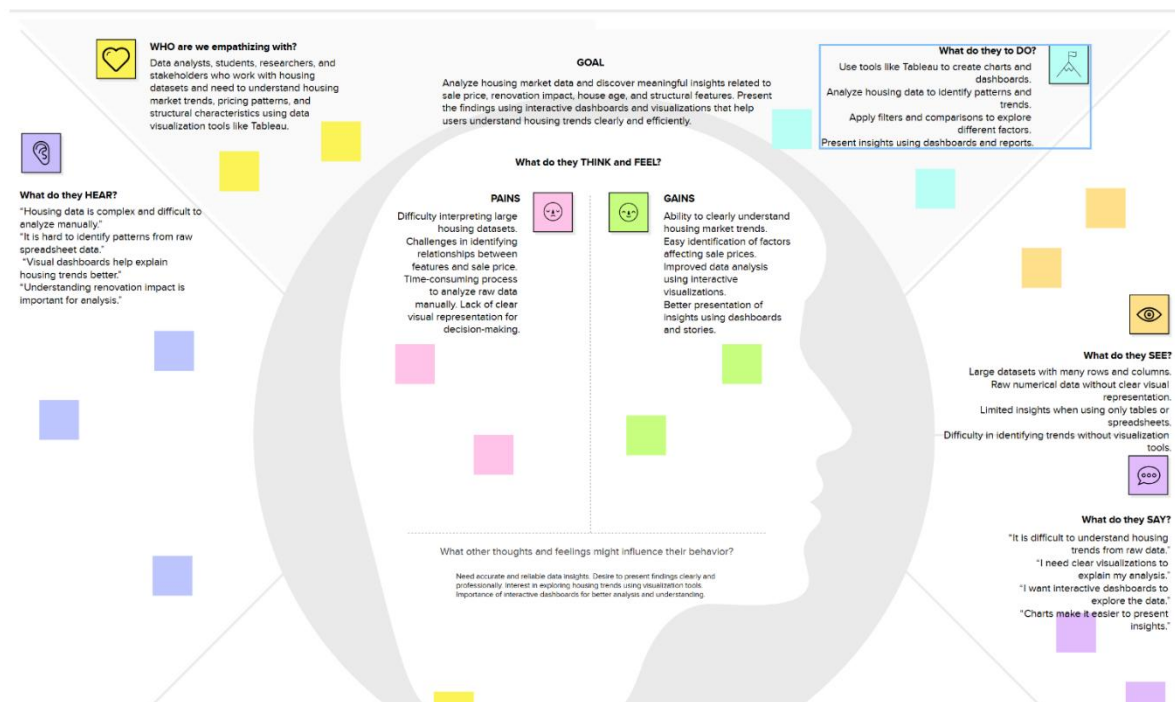 WHO are we empathizing with?
Data analysts, students, researchers, and
stakeholders who work with housing
datasets and need to understand housing
market trends, pricing patterns, and
structural characteristics using data
visualization tools like Tableau.
GOAL
Analyze housing market data and discover meaningful insights related to
sale price, renovation impact, house age, and structural features. Present
the findings using interactive dashboards and visualizations that help
users understand housing trends clearly and efficiently.
What do they to DO?
Use tools like Tableau to create charts and
dashboards.
Analyze housing data to identify patterns and
trends.
Apply filters and comparisons to explore
different factors.
Present insights using dashboards and reports.
What do they HEAR?
“Housing data is complex and difficult to
analyze manually.”
“It is hard to identify patterns from raw
spreadsheet data.”
“Visual dashboards help explain
housing trends better.”
“Understanding renovation impact is
important for analysis.”
What do they THINK and FEEL?
PAINS
Difficulty interpreting large
housing datasets.
Challenges in identifying
relationships between
features and sale price.
Time-consuming process
to analyze raw data
manually. Lack of clear
visual representation for
decision-making.
GAINS
Ability to clearly understand
housing market trends.
Easy identification of factors
affecting sale prices.
Improved data analysis
using interactive
visualizations.
Better presentation of
insights using dashboards
and stories.
What do they SEE?
Large datasets with many rows and columns.
Raw numerical data without clear visual
representation.
Limited insights when using only tables or
spreadsheets.
Difficulty in identifying trends without visualization
tools.
What do they SAY?
“It is difficult to understand housing
trends from raw data.”
“I need clear visualizations to
explain my analysis.”
“I want interactive dashboards to
explore the data.”
“Charts make it easier to present
insights.”
What other thoughts and feelings might influence their behavior?
Need accurate and reliable data insights. Desire to present findings clearly and
professionally. Interest in exploring housing trends using visualization tools.
Importance of interactive dashboards for better analysis and understanding.